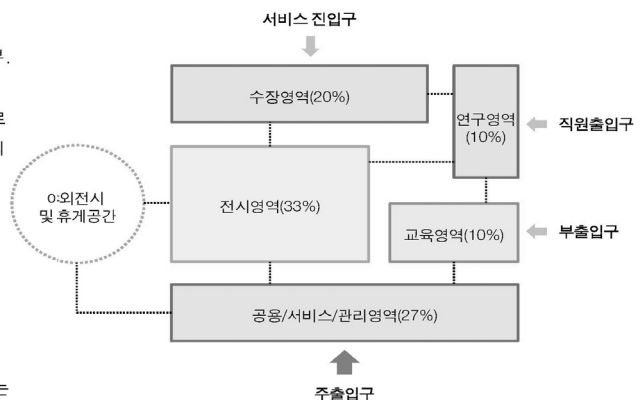 서비스 진입구
수장영역(20%)
연구영역
(10%)
직원출입구
야외전시
및 휴게공간
전시영역(33%)
교육영역(10%)
부출입구
공용/서비스/관리영역(27%)
주출입구
는